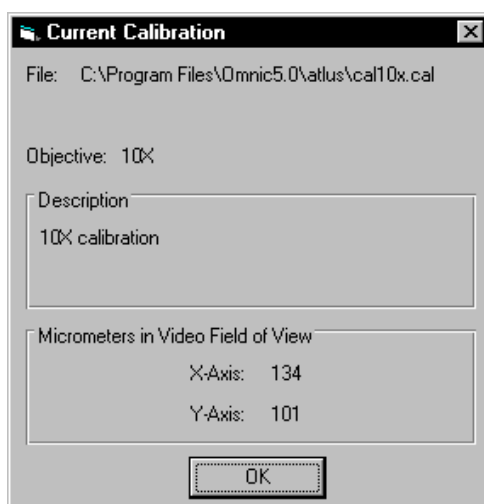 Current Calibration
File: C:\Program Files\Omnic5.0\atlus\cal10x.cal
Objective: 10X
Description
10X calibration
Micrometers in Video Field of View
X-Axis: 134
Y-Axis: 101
OK